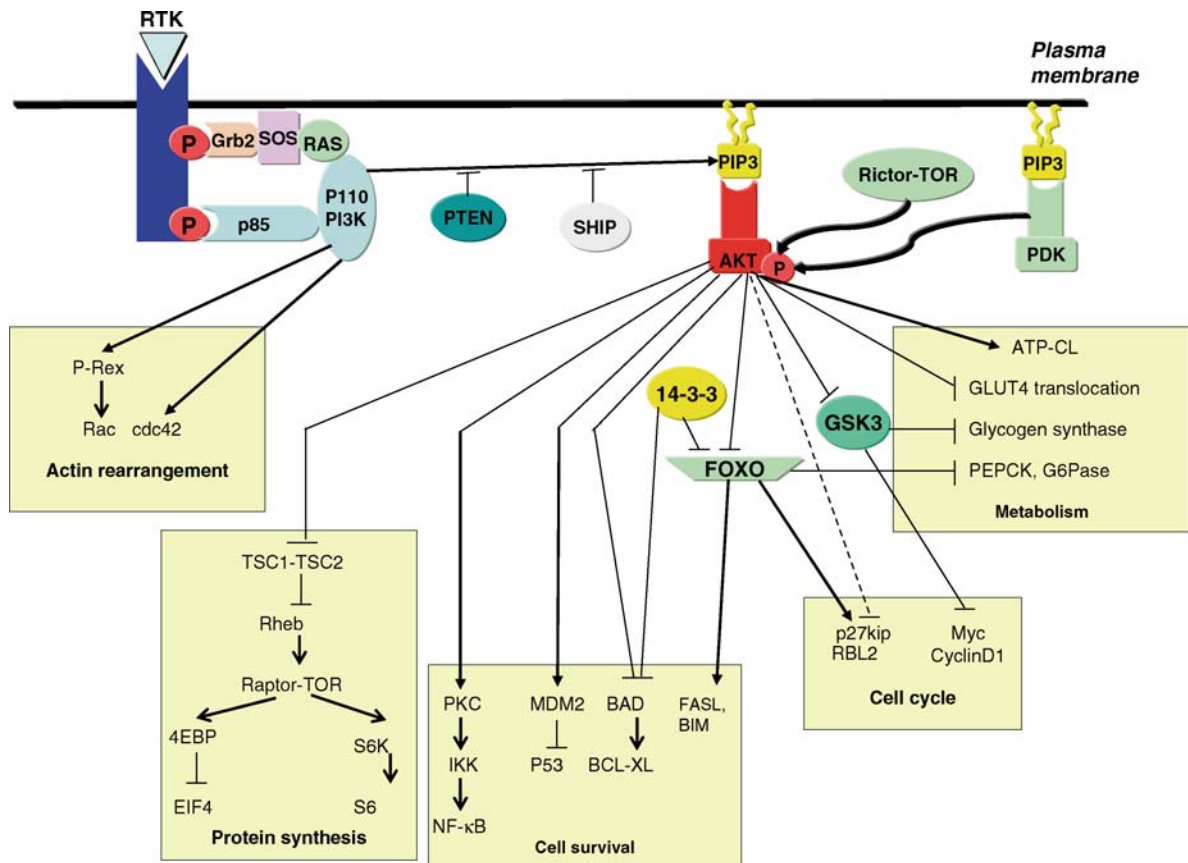 RTK
Plasma
membrane
P
Grb2
SOS
RAS
PIP3
PIP3
P110
PI3K
Rictor-TOR
P
p85
PTEN
SHIP
AKT
P
PDK
P-Rex
Rac
cdc42
Actin rearrangement
14-3-3
GSK3
FOXO
ATP-CL
GLUT4 translocation
Glycogen synthase
PEPCK, G6Pase
Metabolism
TSC1-TSC2
Rheb
Raptor-TOR
4EBP
S6K
EIF4
S6
Protein synthesis
PKC
MDM2
BAD
FASL,
BIM
IKK
P53
BCL-XL
NF-κB
Cell survival
p27kip
RBL2
Myc
CyclinD1
Cell cycle